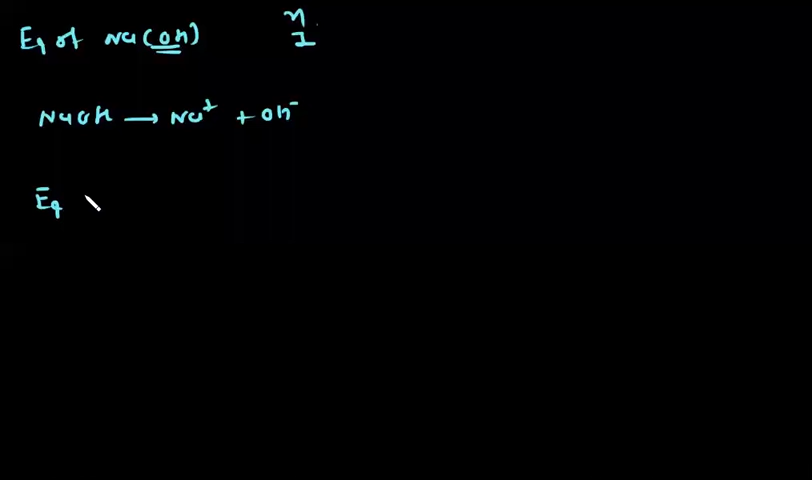 Eq of Na(OH) n
1
NaOH → Na⁺ + OH⁻
Eq